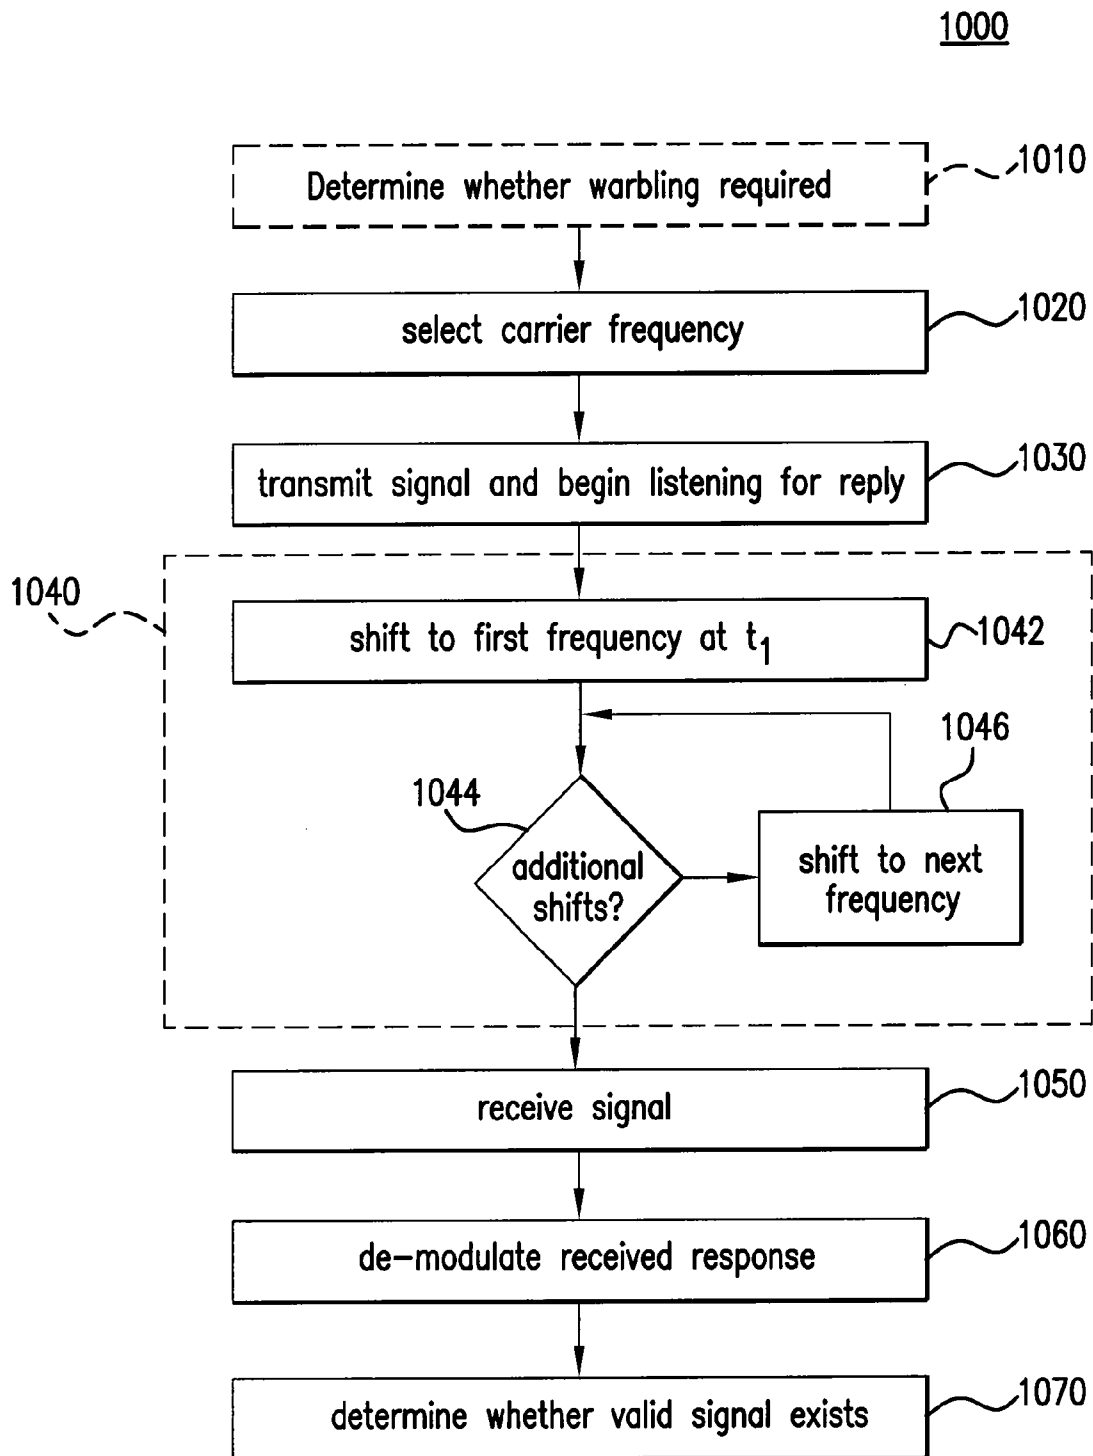 1000
Determine whether warbling required
1010
select carrier frequency
1020
transmit signal and begin listening for reply
1030
1040
shift to first frequency at t1
1042
1046
1044
additional
shifts?
shift to next
frequency
receive signal
1050
de-modulate received response
1060
determine whether valid signal exists
1070